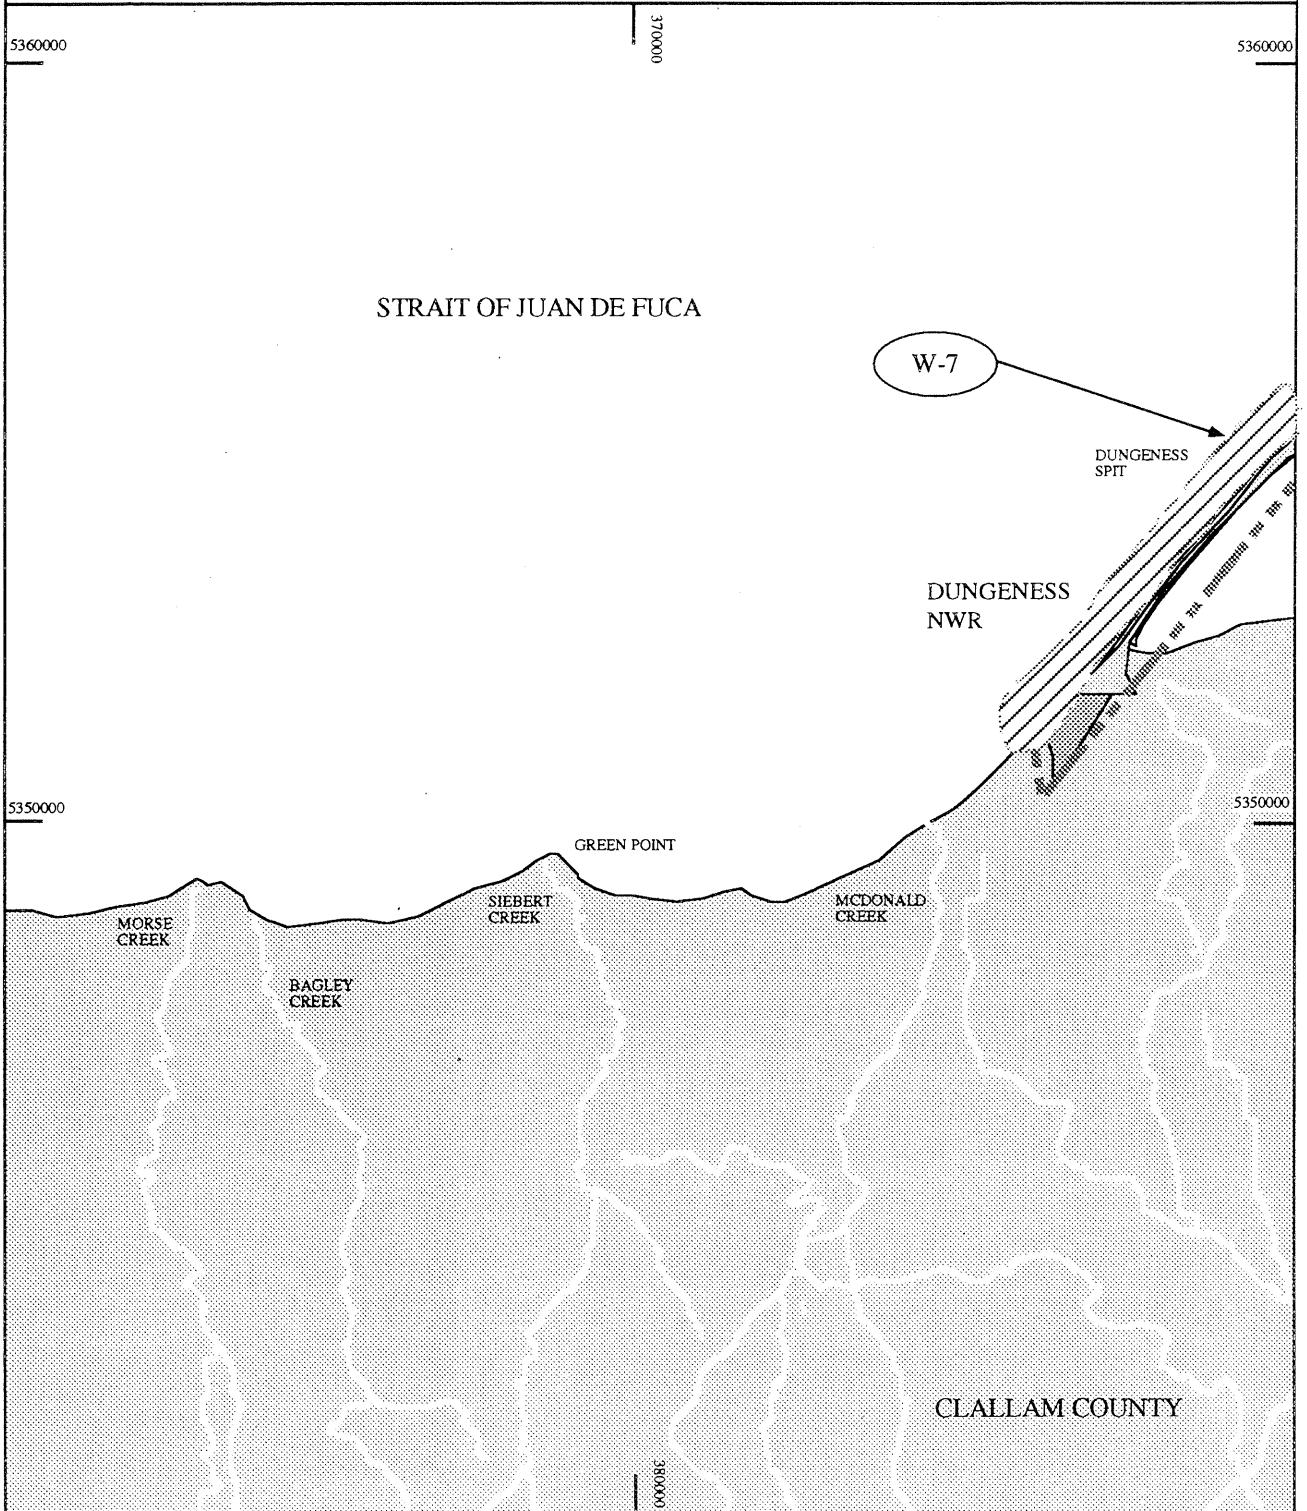 370000
5360000
5360000
STRAIT OF JUAN DE FUCA
W-7
DUNGENESS
SPIT
DUNGENESS
NWR
5350000
5350000
GREEN POINT
SIEBERT
CREEK
MCDONALD
CREEK
MORSE
CREEK
BAGLEY
CREEK
CLALLAM COUNTY
380000